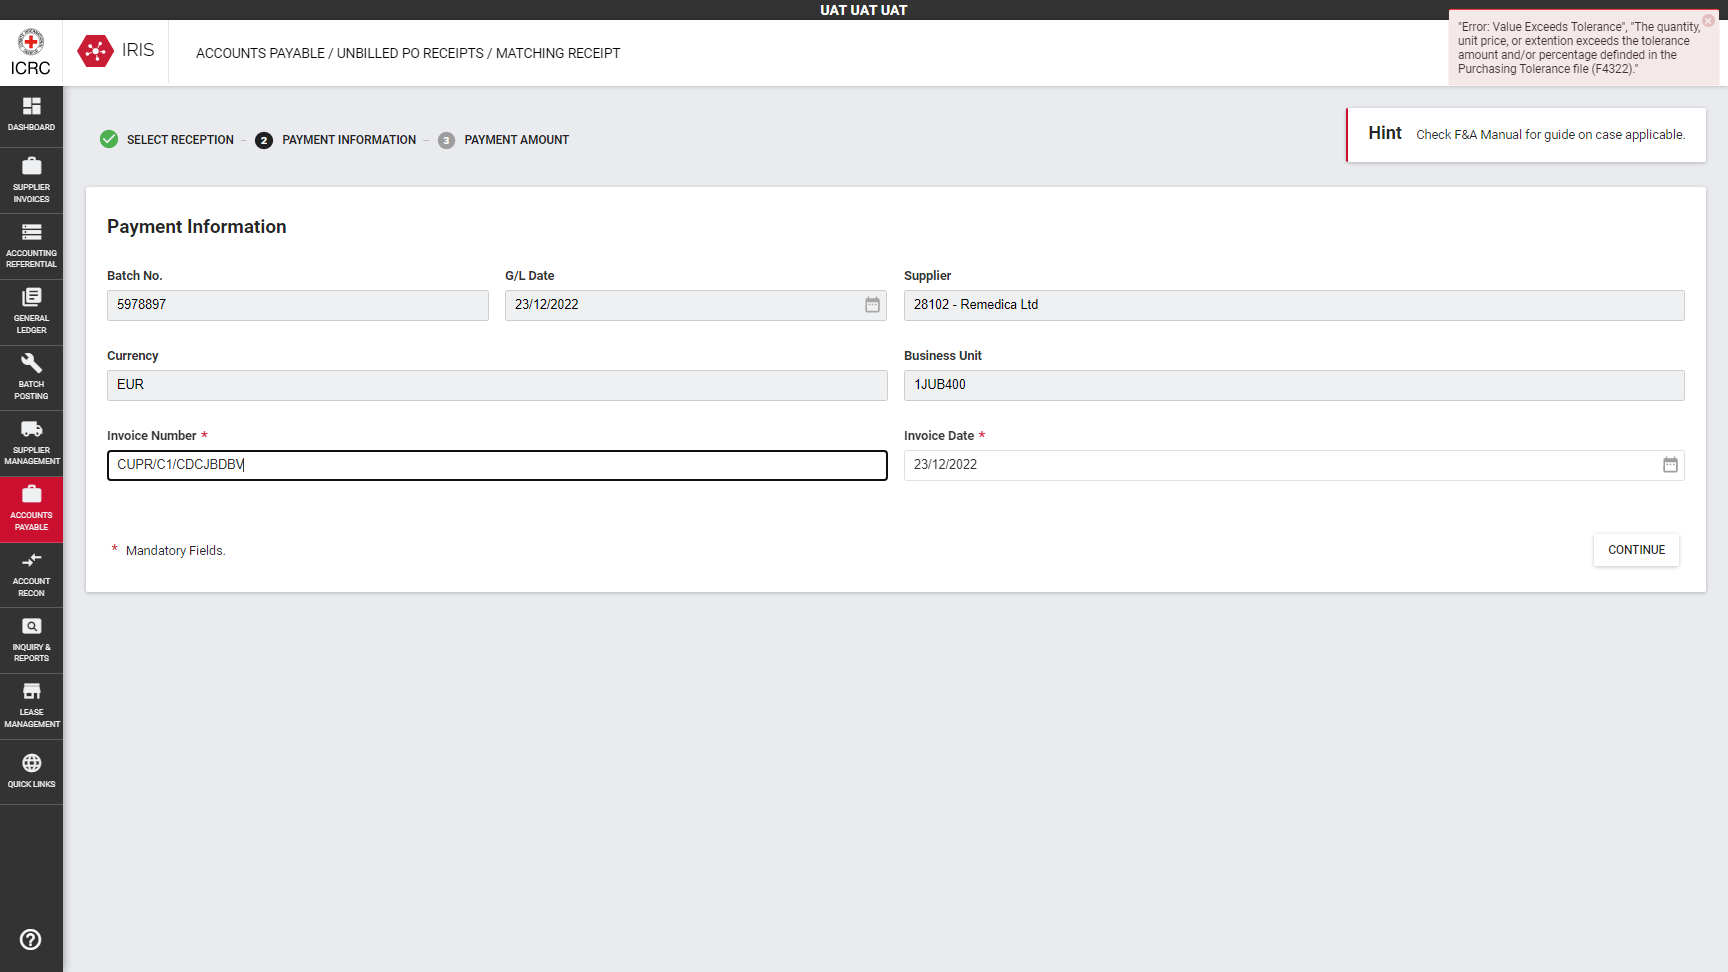 UAT UAT UAT
ICRC
IRIS
ACCOUNTS PAYABLE / UNBILLED PO RECEIPTS / MATCHING RECEIPT
"Error: Value Exceeds Tolerance", "The quantity,
unit price, or extention exceeds the tolerance
amount and/or percentage definded in the
Purchasing Tolerance file (F4322)."
DASHBOARD
SUPPLIER
INVOICES
ACCOUNTING
REFERENTIAL
GENERAL
LEDGER
BATCH
POSTING
SUPPLIER
MANAGEMENT
ACCOUNTS
PAYABLE
ACCOUNT
RECON
INQUIRY &
REPORTS
LEASE
MANAGEMENT
QUICK LINKS
SELECT RECEPTION – 2 PAYMENT INFORMATION – 3 PAYMENT AMOUNT
Hint Check F&A Manual for guide on case applicable.
Payment Information
Batch No. G/L Date Supplier
5978897 23/12/2022 28102 - Remedica Ltd
Currency Business Unit
EUR 1JUB400
Invoice Number * Invoice Date *
CUPR/C1/CDCJBDBV 23/12/2022
* Mandatory Fields.
CONTINUE